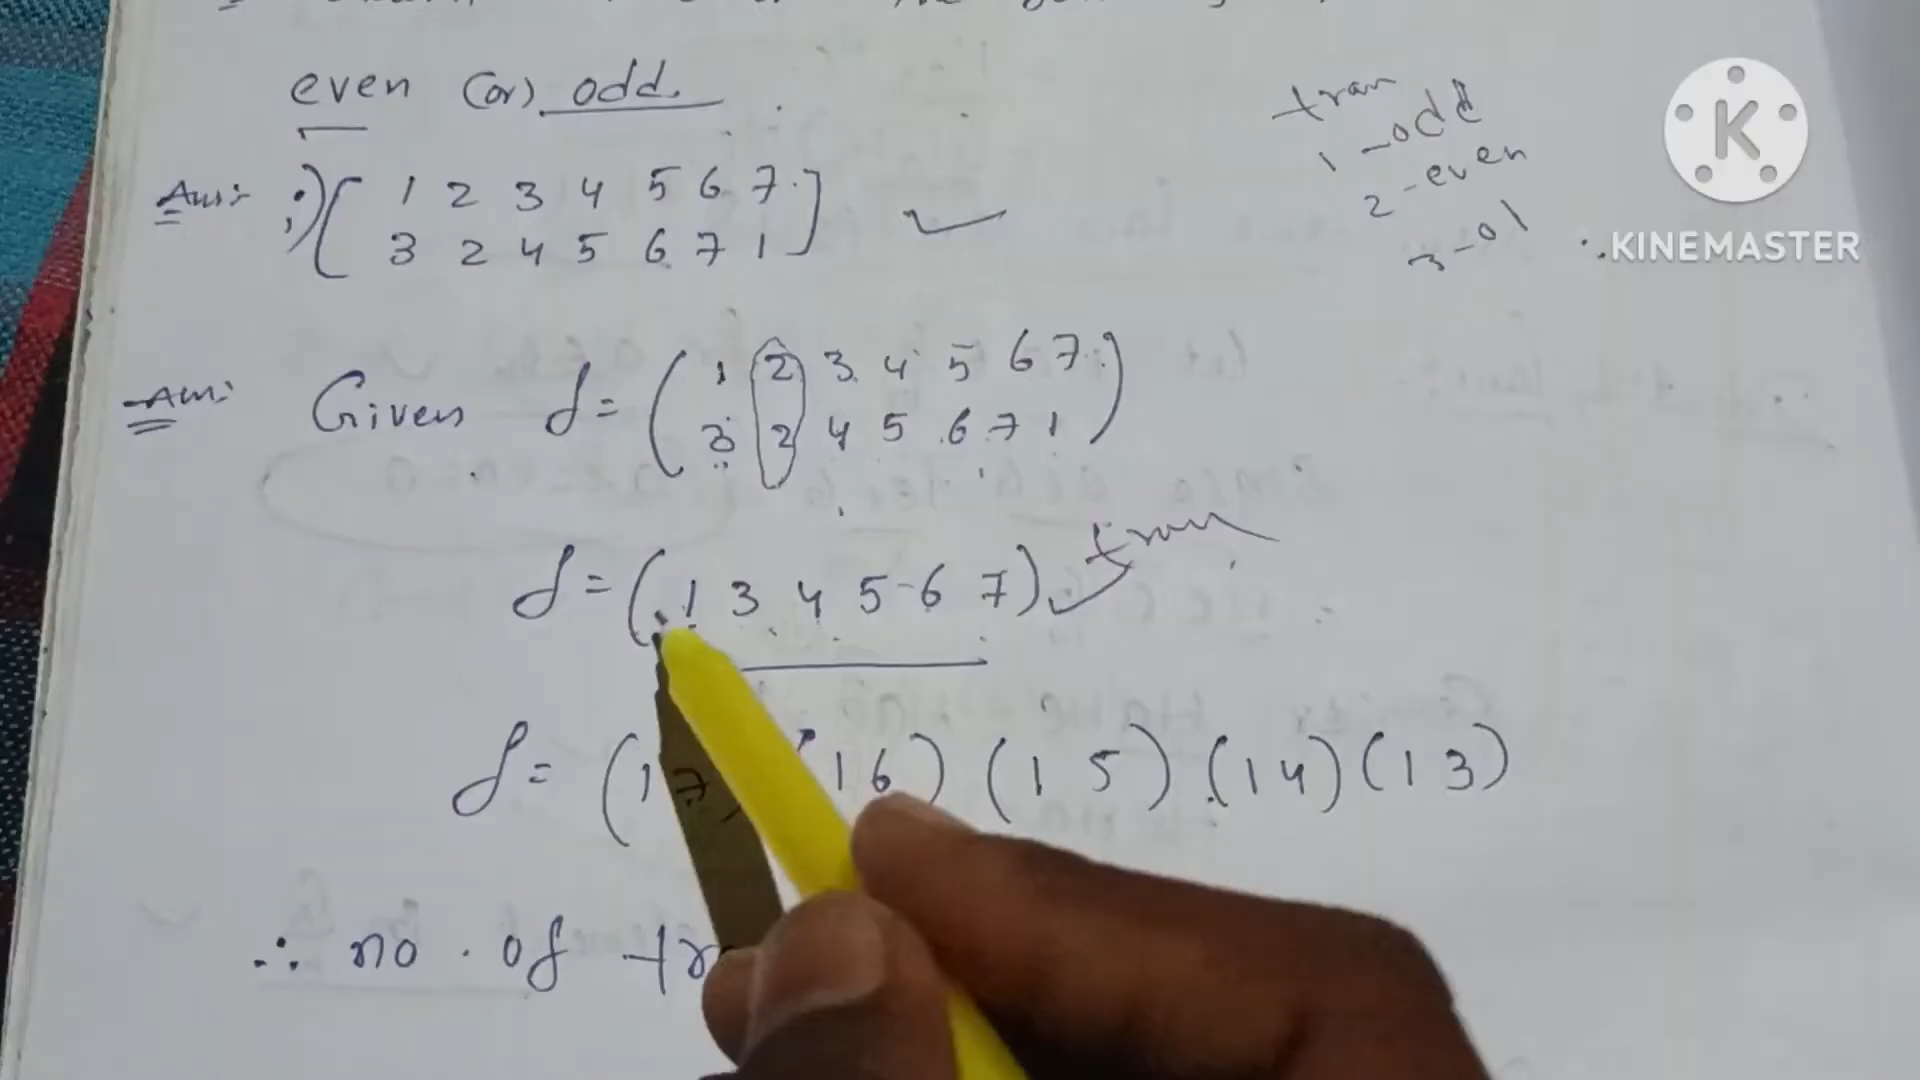 even (or) odd.
Ans: i) [ 1 2 3 4 5 6 7
3 2 4 5 6 7 1 ]
tran
1 - odd
2 - even
3 - 01
KINEMASTER
Ans: Given f = ( 1 2 3 4 5 6 7
3 2 4 5 6 7 1 )
f = ( 1 3 4 5 6 7 ) tran
f = ( 1 7 ) ( 1 6 ) ( 1 5 ) ( 1 4 ) ( 1 3 )
∴ no. of